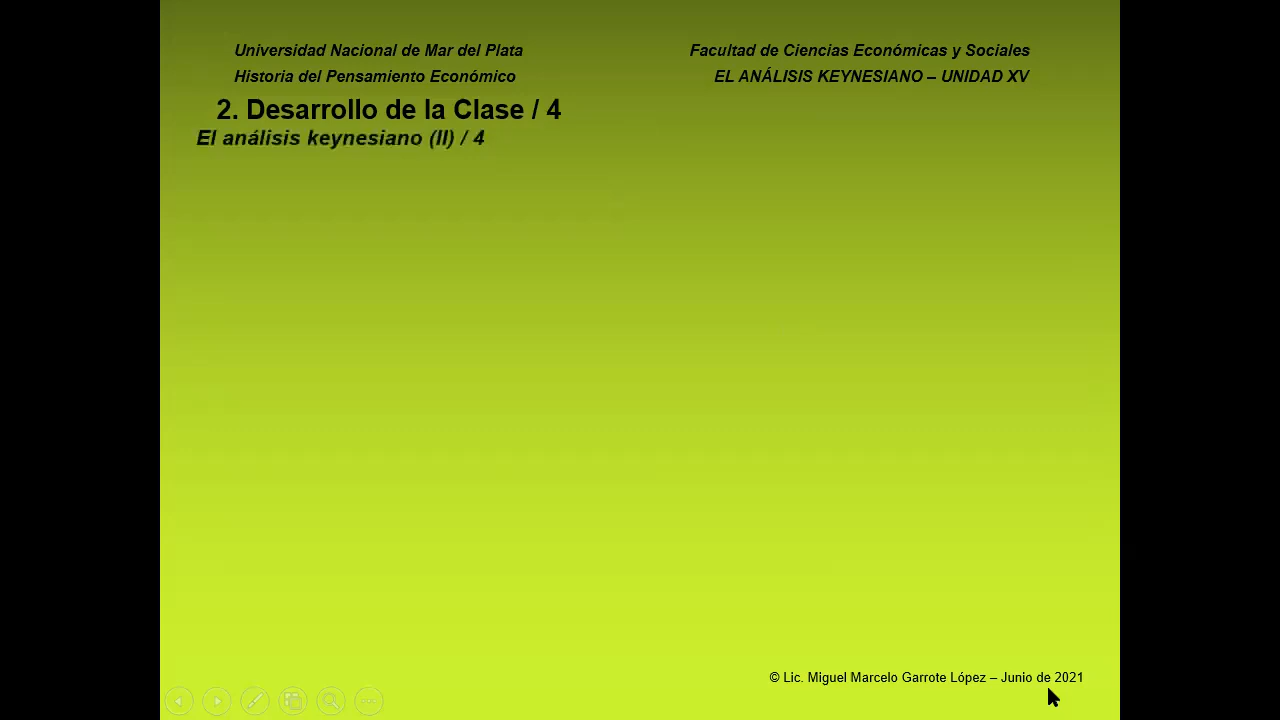 Universidad Nacional de Mar del Plata
Facultad de Ciencias Económicas y Sociales
Historia del Pensamiento Económico
EL ANÁLISIS KEYNESIANO – UNIDAD XV
2. Desarrollo de la Clase / 4
El análisis keynesiano (II) / 4
© Lic. Miguel Marcelo Garrote López – Junio de 2021